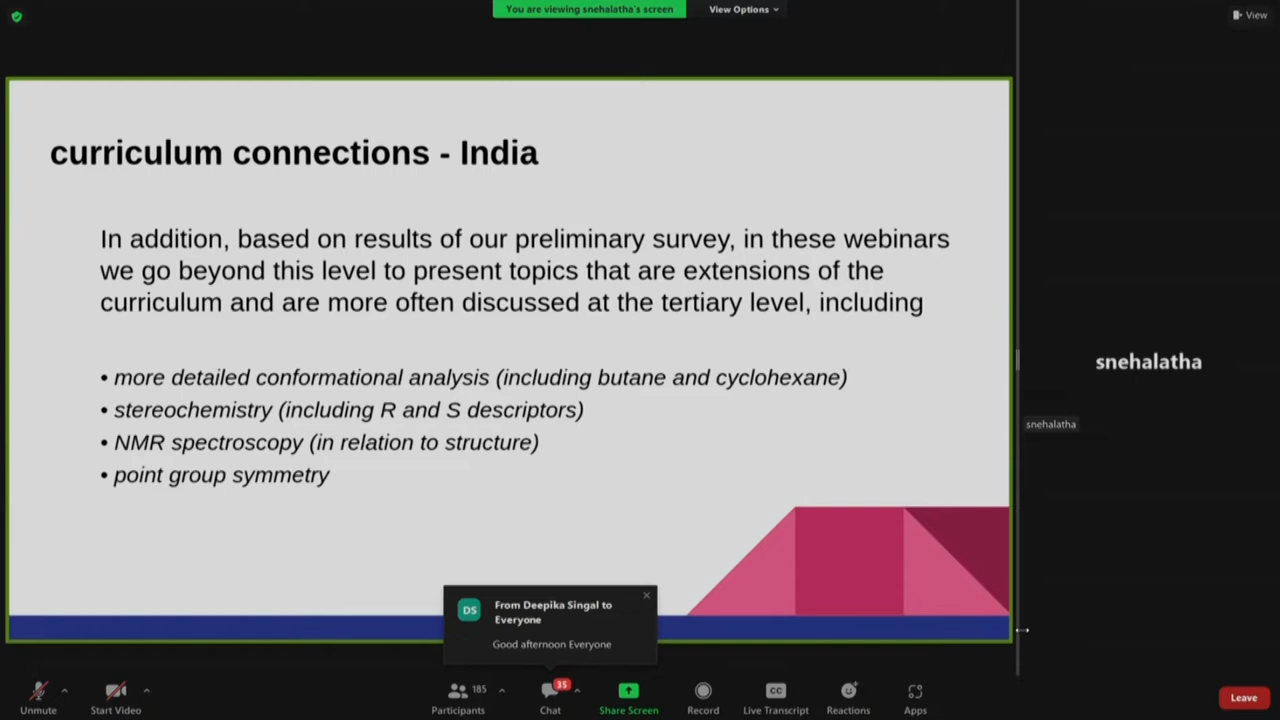 You are viewing snehalatha's screen
View Options
View
curriculum connections - India
In addition, based on results of our preliminary survey, in these webinars
we go beyond this level to present topics that are extensions of the
curriculum and are more often discussed at the tertiary level, including
• more detailed conformational analysis (including butane and cyclohexane)
• stereochemistry (including R and S descriptors)
• NMR spectroscopy (in relation to structure)
• point group symmetry
snehalatha
snehalatha
DS
From Deepika Singal to
Everyone
Good afternoon Everyone
Unmute
Start Video
185
Participants
35
Chat
Share Screen
Record
CC
Live Transcript
Reactions
Apps
Leave